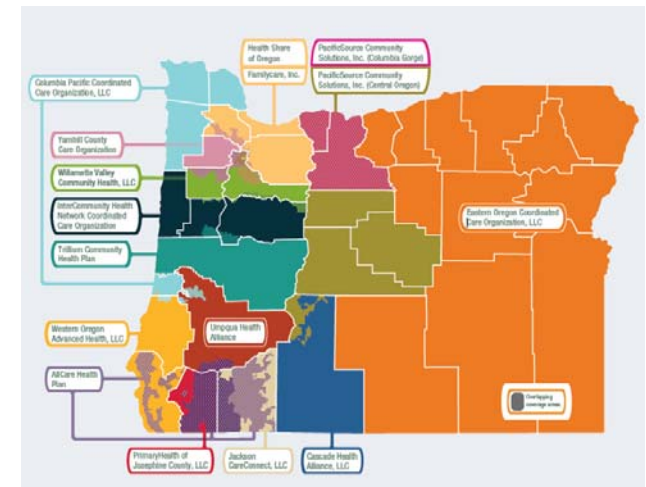 Health Share
of Oregon
Familycare, Inc.
PacificSource Community
Solutions, Inc. (Columbia Gorge)
PacificSource Community
Solutions, Inc. (Central Oregon)
Columbia Pacific Coordinated
Care Organization, LLC
Yamhill County
Care Organization
Willamette Valley
Community Health, LLC
InterCommunity Health
Network Coordinated
Care Organization
Eastern Oregon Coordinated
Care Organization, LLC
Trillium Community
Health Plan
Western Oregon
Advanced Health, LLC
Umpqua Health
Alliance
AllCare Health
Plan
Overlapping
coverage areas
PrimaryHealth of
Josephine County, LLC
Jackson
CareConnect, LLC
Cascade Health
Alliance, LLC